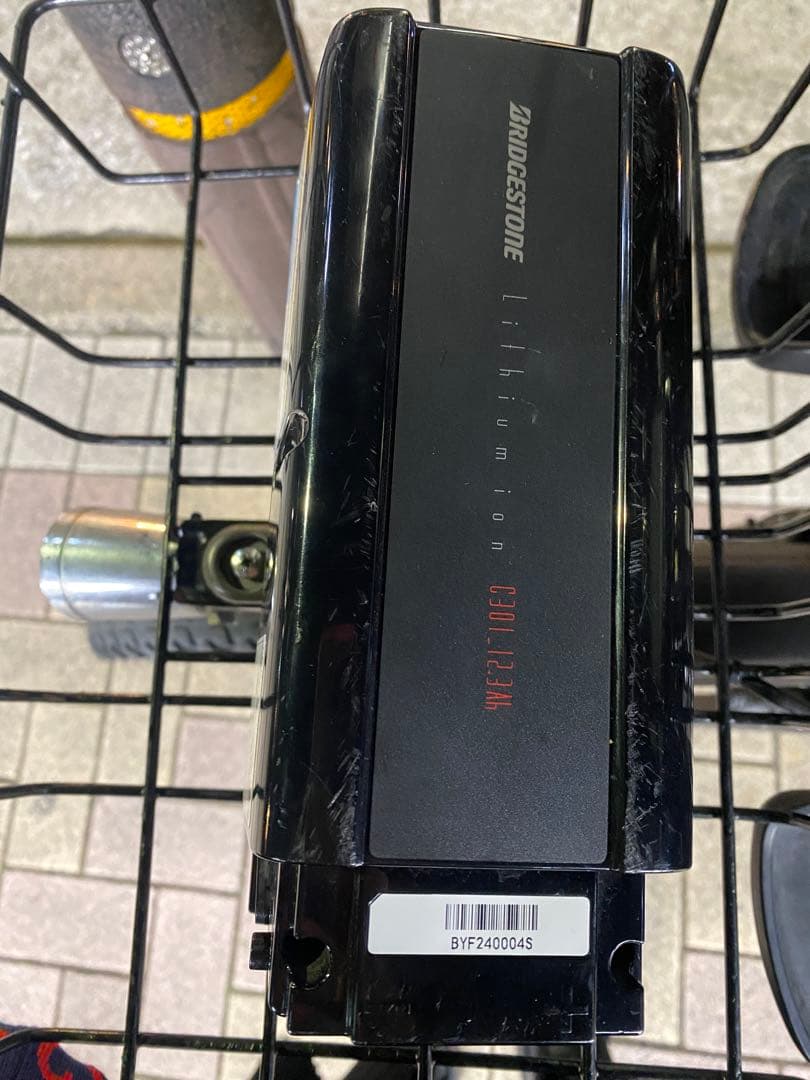 BRIDGESTONE Lithium ion C301-12.3Ah
BYF240004S